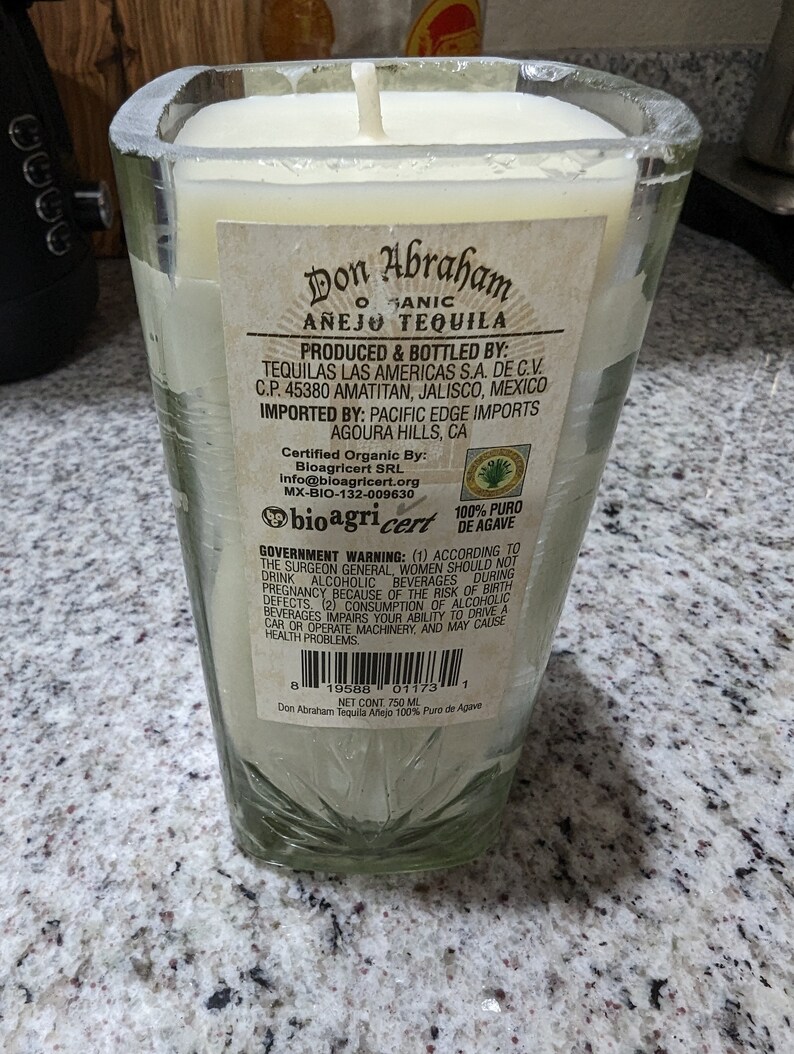 Don Abraham
AÑEJO TEQUILA
PRODUCED & BOTTLED BY:
TEQUILAS LAS AMERICAS S.A. DE C.V.
C.P. 45380 AMATITAN, JALISCO, MEXICO
IMPORTED BY: PACIFIC EDGE IMPORTS
AGOURA HILLS, CA
Certified Organic By:
Bioagricert SRL
info@bioagricert.org
MX-BIO-132-009630
bioagricert
TEQUILA
100% PURO
DE AGAVE
GOVERNMENT WARNING: (1) ACCORDING TO
THE SURGEON GENERAL, WOMEN SHOULD NOT
DRINK ALCOHOLIC BEVERAGES DURING
PREGNANCY BECAUSE OF THE RISK OF BIRTH
DEFECTS. (2) CONSUMPTION OF ALCOHOLIC
BEVERAGES IMPAIRS YOUR ABILITY TO DRIVE A
CAR OR OPERATE MACHINERY, AND MAY CAUSE
HEALTH PROBLEMS.
8 19588 01173 1
NET CONT. 750 ML
Don Abraham Tequila Añejo 100% Puro de Agave